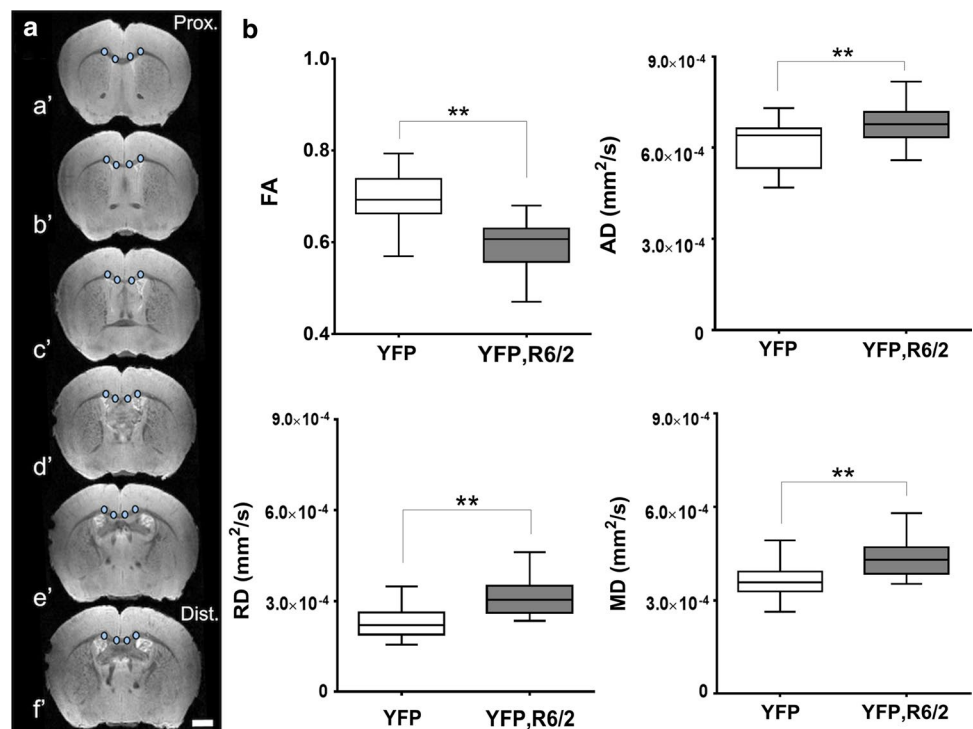 a
Prox.
a’
b’
c’
d’
e’
Dist.
f’
b
FA
1.0
0.8
0.6
0.4
**
YFP
YFP,R6/2
AD (mm²/s)
9.0×10⁻⁴
6.0×10⁻⁴
3.0×10⁻⁴
0
**
YFP
YFP,R6/2
RD (mm²/s)
9.0×10⁻⁴
6.0×10⁻⁴
3.0×10⁻⁴
0
**
YFP
YFP,R6/2
MD (mm²/s)
9.0×10⁻⁴
6.0×10⁻⁴
3.0×10⁻⁴
0
**
YFP
YFP,R6/2